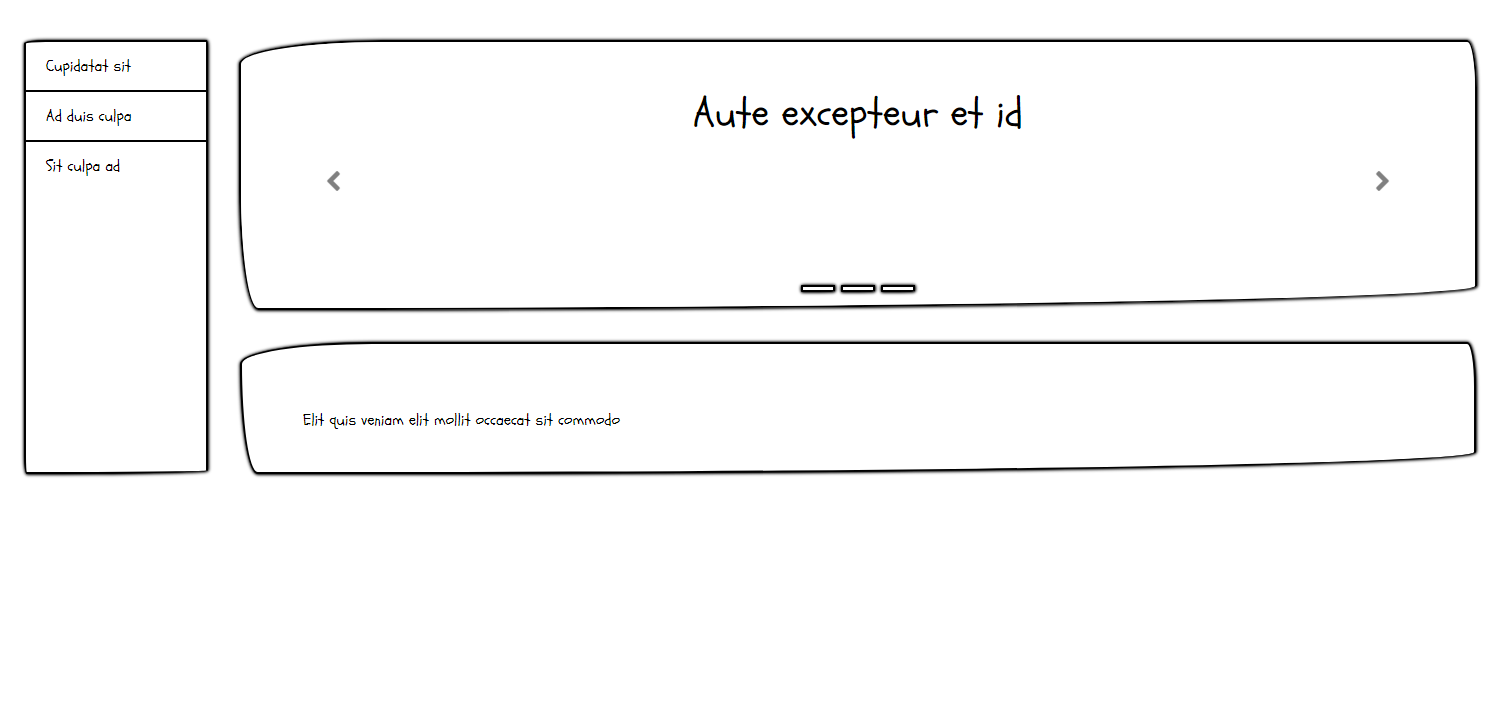 Cupidatat sit
Ad duis culpa
Sit culpa ad
Aute excepteur et id
Elit quis veniam elit mollit occaecat sit commodo